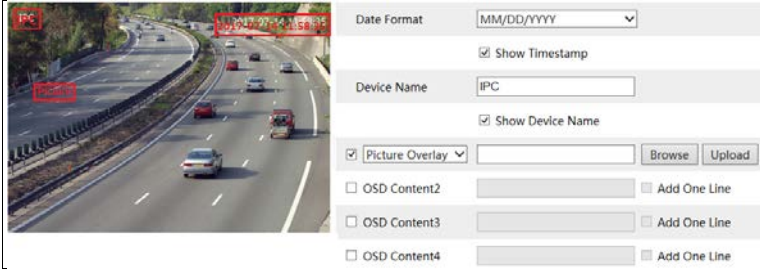 IPC
Date Format MM/DD/YYYY
Show Timestamp
Device Name IPC
Show Device Name
Picture Overlay Browse Upload
OSD Content2 Add One Line
OSD Content3 Add One Line
OSD Content4 Add One Line